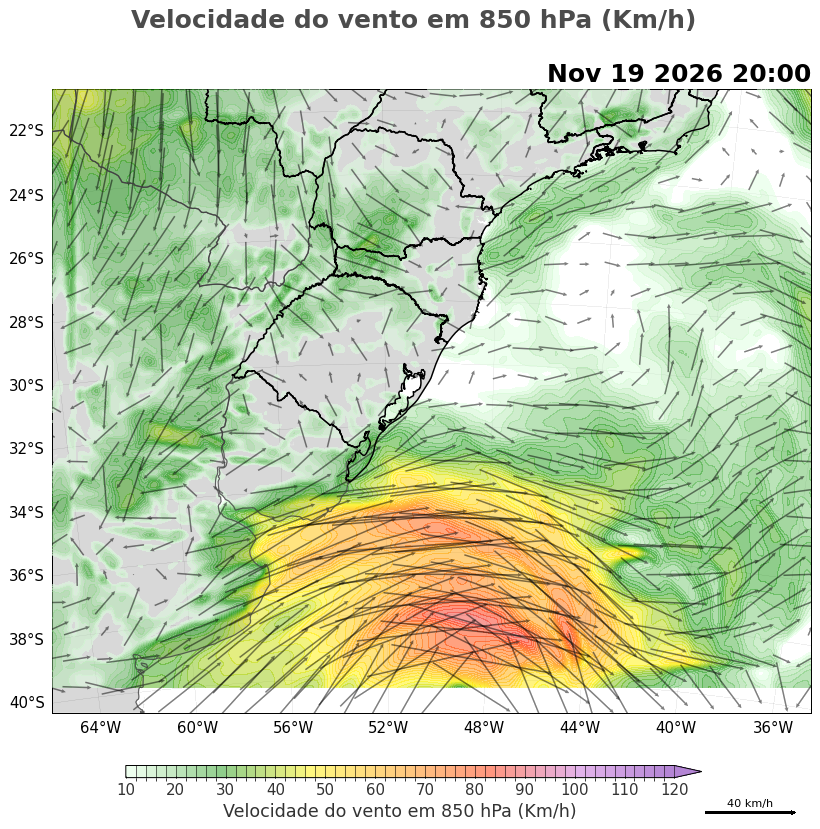 Velocidade do vento em 850 hPa (Km/h)
Nov 19 2026 20:00
22°S
24°S
26°S
28°S
30°S
32°S
34°S
36°S
38°S
40°S
64°W 60°W 56°W 52°W 48°W 44°W 40°W 36°W
10 20 30 40 50 60 70 80 90 100 110 120
Velocidade do vento em 850 hPa (Km/h)
40 km/h